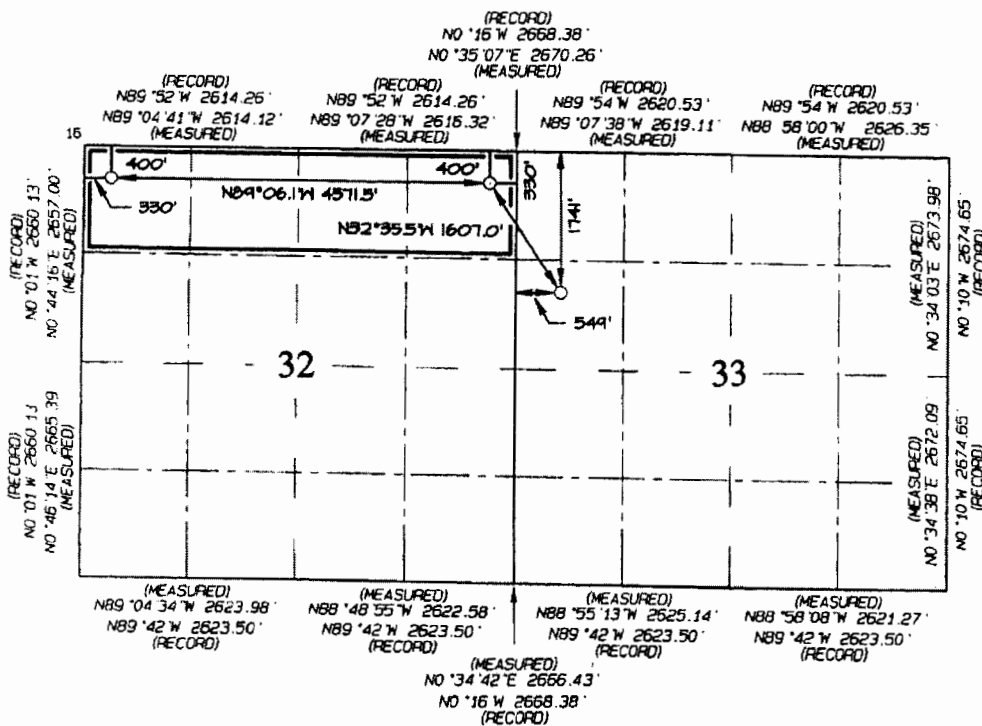 (RECORD)
N0 °16 W 2668.38'
N0 °35'07"E 2670.26'
(MEASURED)
(RECORD)
N89 °52'W 2614.26'
N89 °04'41"W 2614.12'
(MEASURED)
(RECORD)
N89 °52'W 2614.26'
N89 °07'28"W 2616.32'
(MEASURED)
(RECORD)
N89 °54'W 2620.53'
N89 °07'38"W 2619.11'
(MEASURED)
(RECORD)
N89 °54'W 2620.53'
N88 58'00"W 2626.35'
(MEASURED)
400'
400'
330'
N89°06.1'W 4571.5'
330'
1741'
N32°35.5'W 1607.0'
549'
(RECORD)
N0 °01 W 2660 13'
N0 °44'16"E 2657.00'
(MEASURED)
N0 °34'03"E 2673.98'
(MEASURED)
N0 °10 W 2674.65'
(RECORD)
32
33
(RECORD)
N0 °01 W 2660 13
N0 °46'14"E 2665.39
(MEASURED)
N0 °34'38"E 2672.09
(MEASURED)
N0 °10 W 2674.65'
(RECORD)
(MEASURED)
N89 °04'34"W 2623.98'
N89 °42'W 2623.50'
(RECORD)
(MEASURED)
N88 °48'55"W 2622.58'
N89 °42'W 2623.50'
(RECORD)
(MEASURED)
N88 °55'13"W 2625.14'
N89 °42'W 2623.50'
(RECORD)
(MEASURED)
N88 °58'08"W 2621.27'
N89 °42'W 2623.50'
(RECORD)
(MEASURED)
N0 °34'42"E 2666.43'
N0 °16 W 2668.38'
(RECORD)